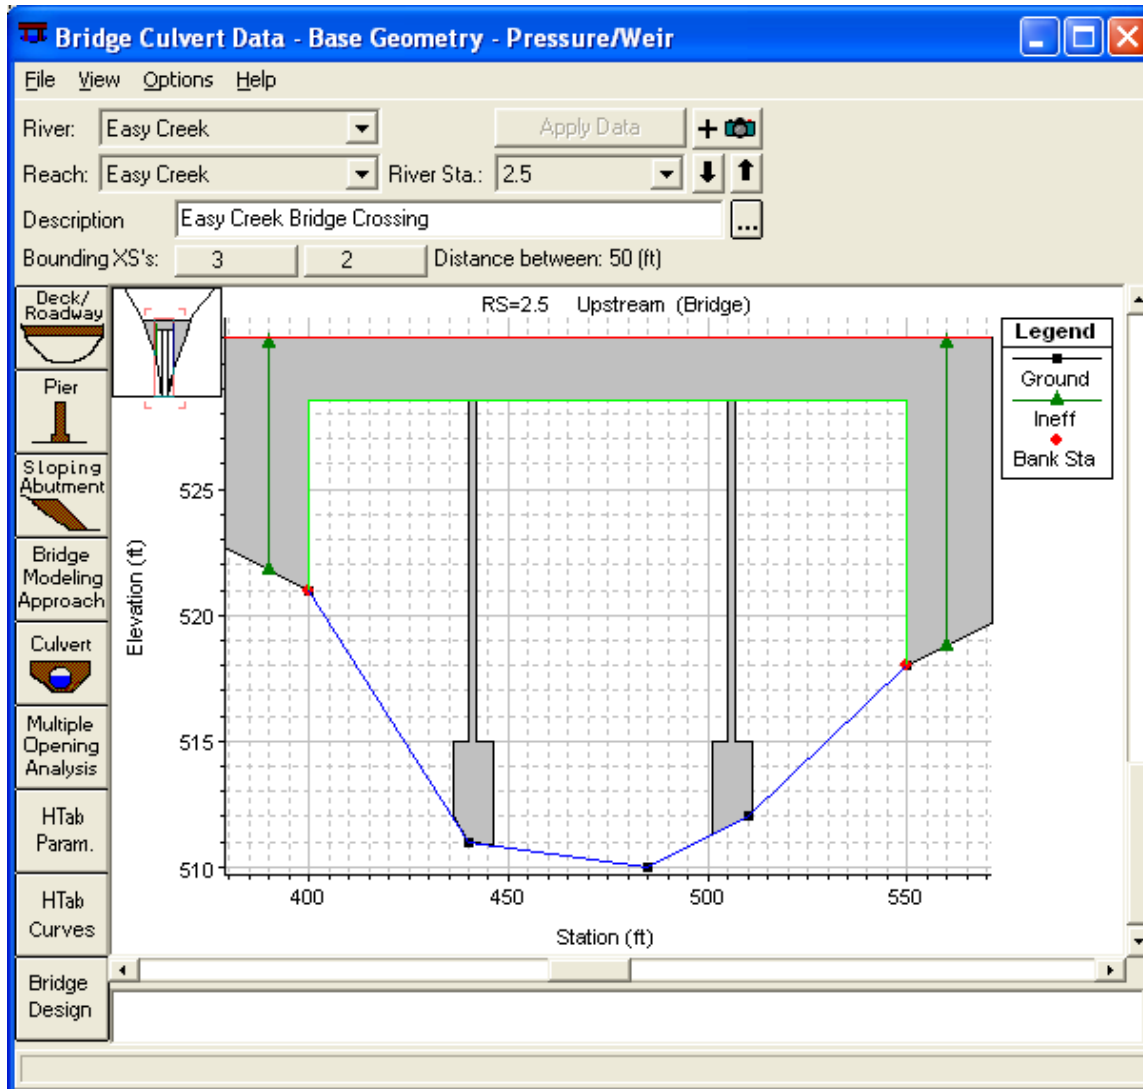 Bridge Culvert Data - Base Geometry - Pressure/Weir
File View Options Help
River: Easy Creek Apply Data +
Reach: Easy Creek River Sta.: 2.5
Description Easy Creek Bridge Crossing ...
Bounding XS's: 3 2 Distance between: 50 (ft)
Deck/
Roadway
Pier
Sloping
Abutment
Bridge
Modeling
Approach
Culvert
Multiple
Opening
Analysis
HTab
Param.
HTab
Curves
Bridge
Design
RS=2.5 Upstream (Bridge)
Elevation (ft)
525
520
515
510
400 450 500 550
Station (ft)
Legend
Ground
Ineff
Bank Sta